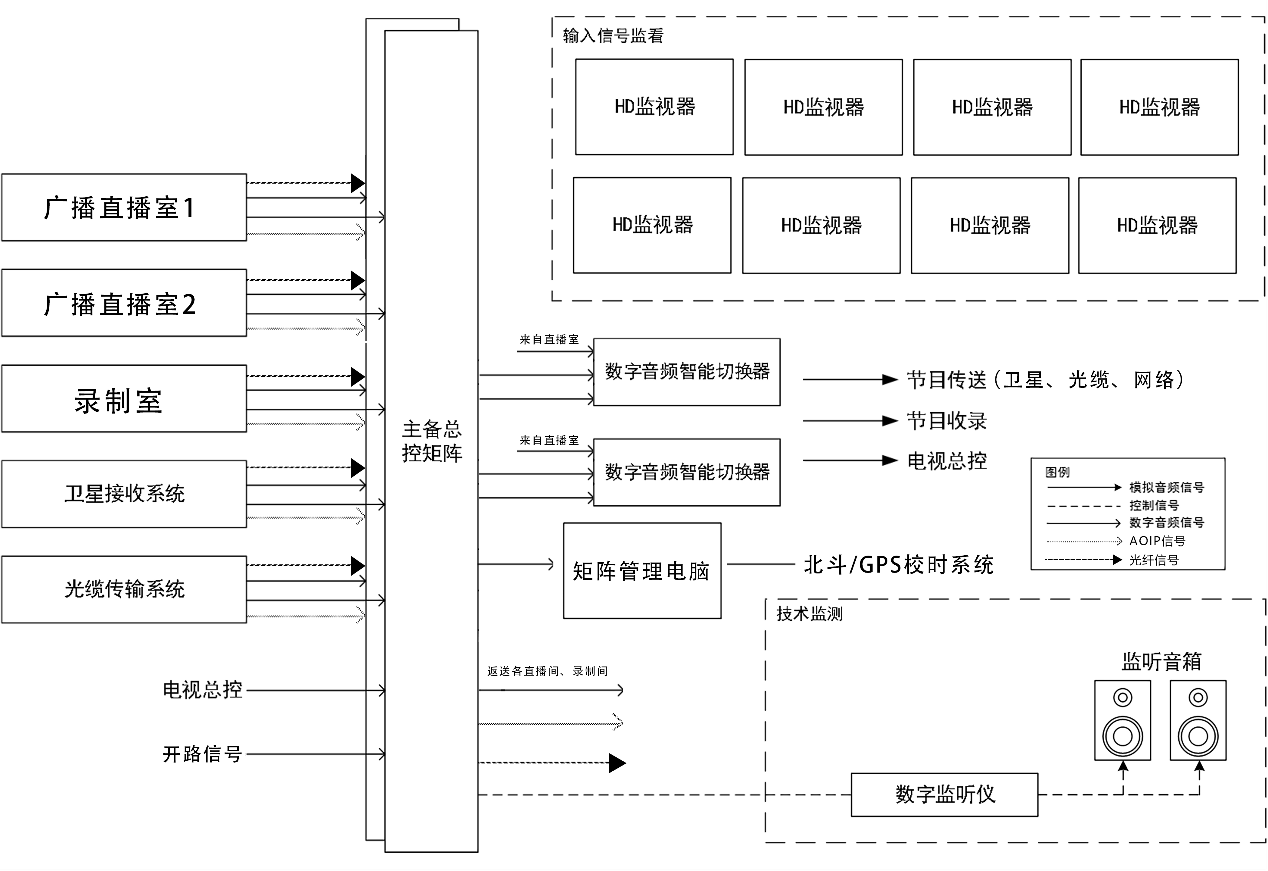 输入信号监看
HD监视器
HD监视器
HD监视器
HD监视器
HD监视器
HD监视器
HD监视器
HD监视器
广播直播室1
广播直播室2
录制室
卫星接收系统
光缆传输系统
电视总控
开路信号
主备总
控矩阵
来自直播室
数字音频智能切换器
来自直播室
数字音频智能切换器
节目传送(卫星、光缆、网络)
节目收录
电视总控
矩阵管理电脑
北斗/GPS校时系统
图例
模拟音频信号
控制信号
数字音频信号
AOIP信号
光纤信号
返送各直播间、录制间
技术监测
监听音箱
数字监听仪